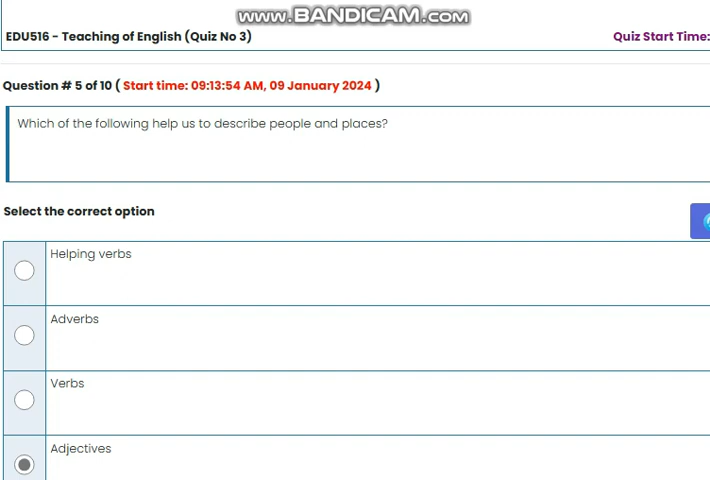 www.BANDICAM.com
EDU516 - Teaching of English (Quiz No 3)
Quiz Start Time:
Question # 5 of 10 ( Start time: 09:13:54 AM, 09 January 2024 )
Which of the following help us to describe people and places?
Select the correct option
Helping verbs
Adverbs
Verbs
Adjectives